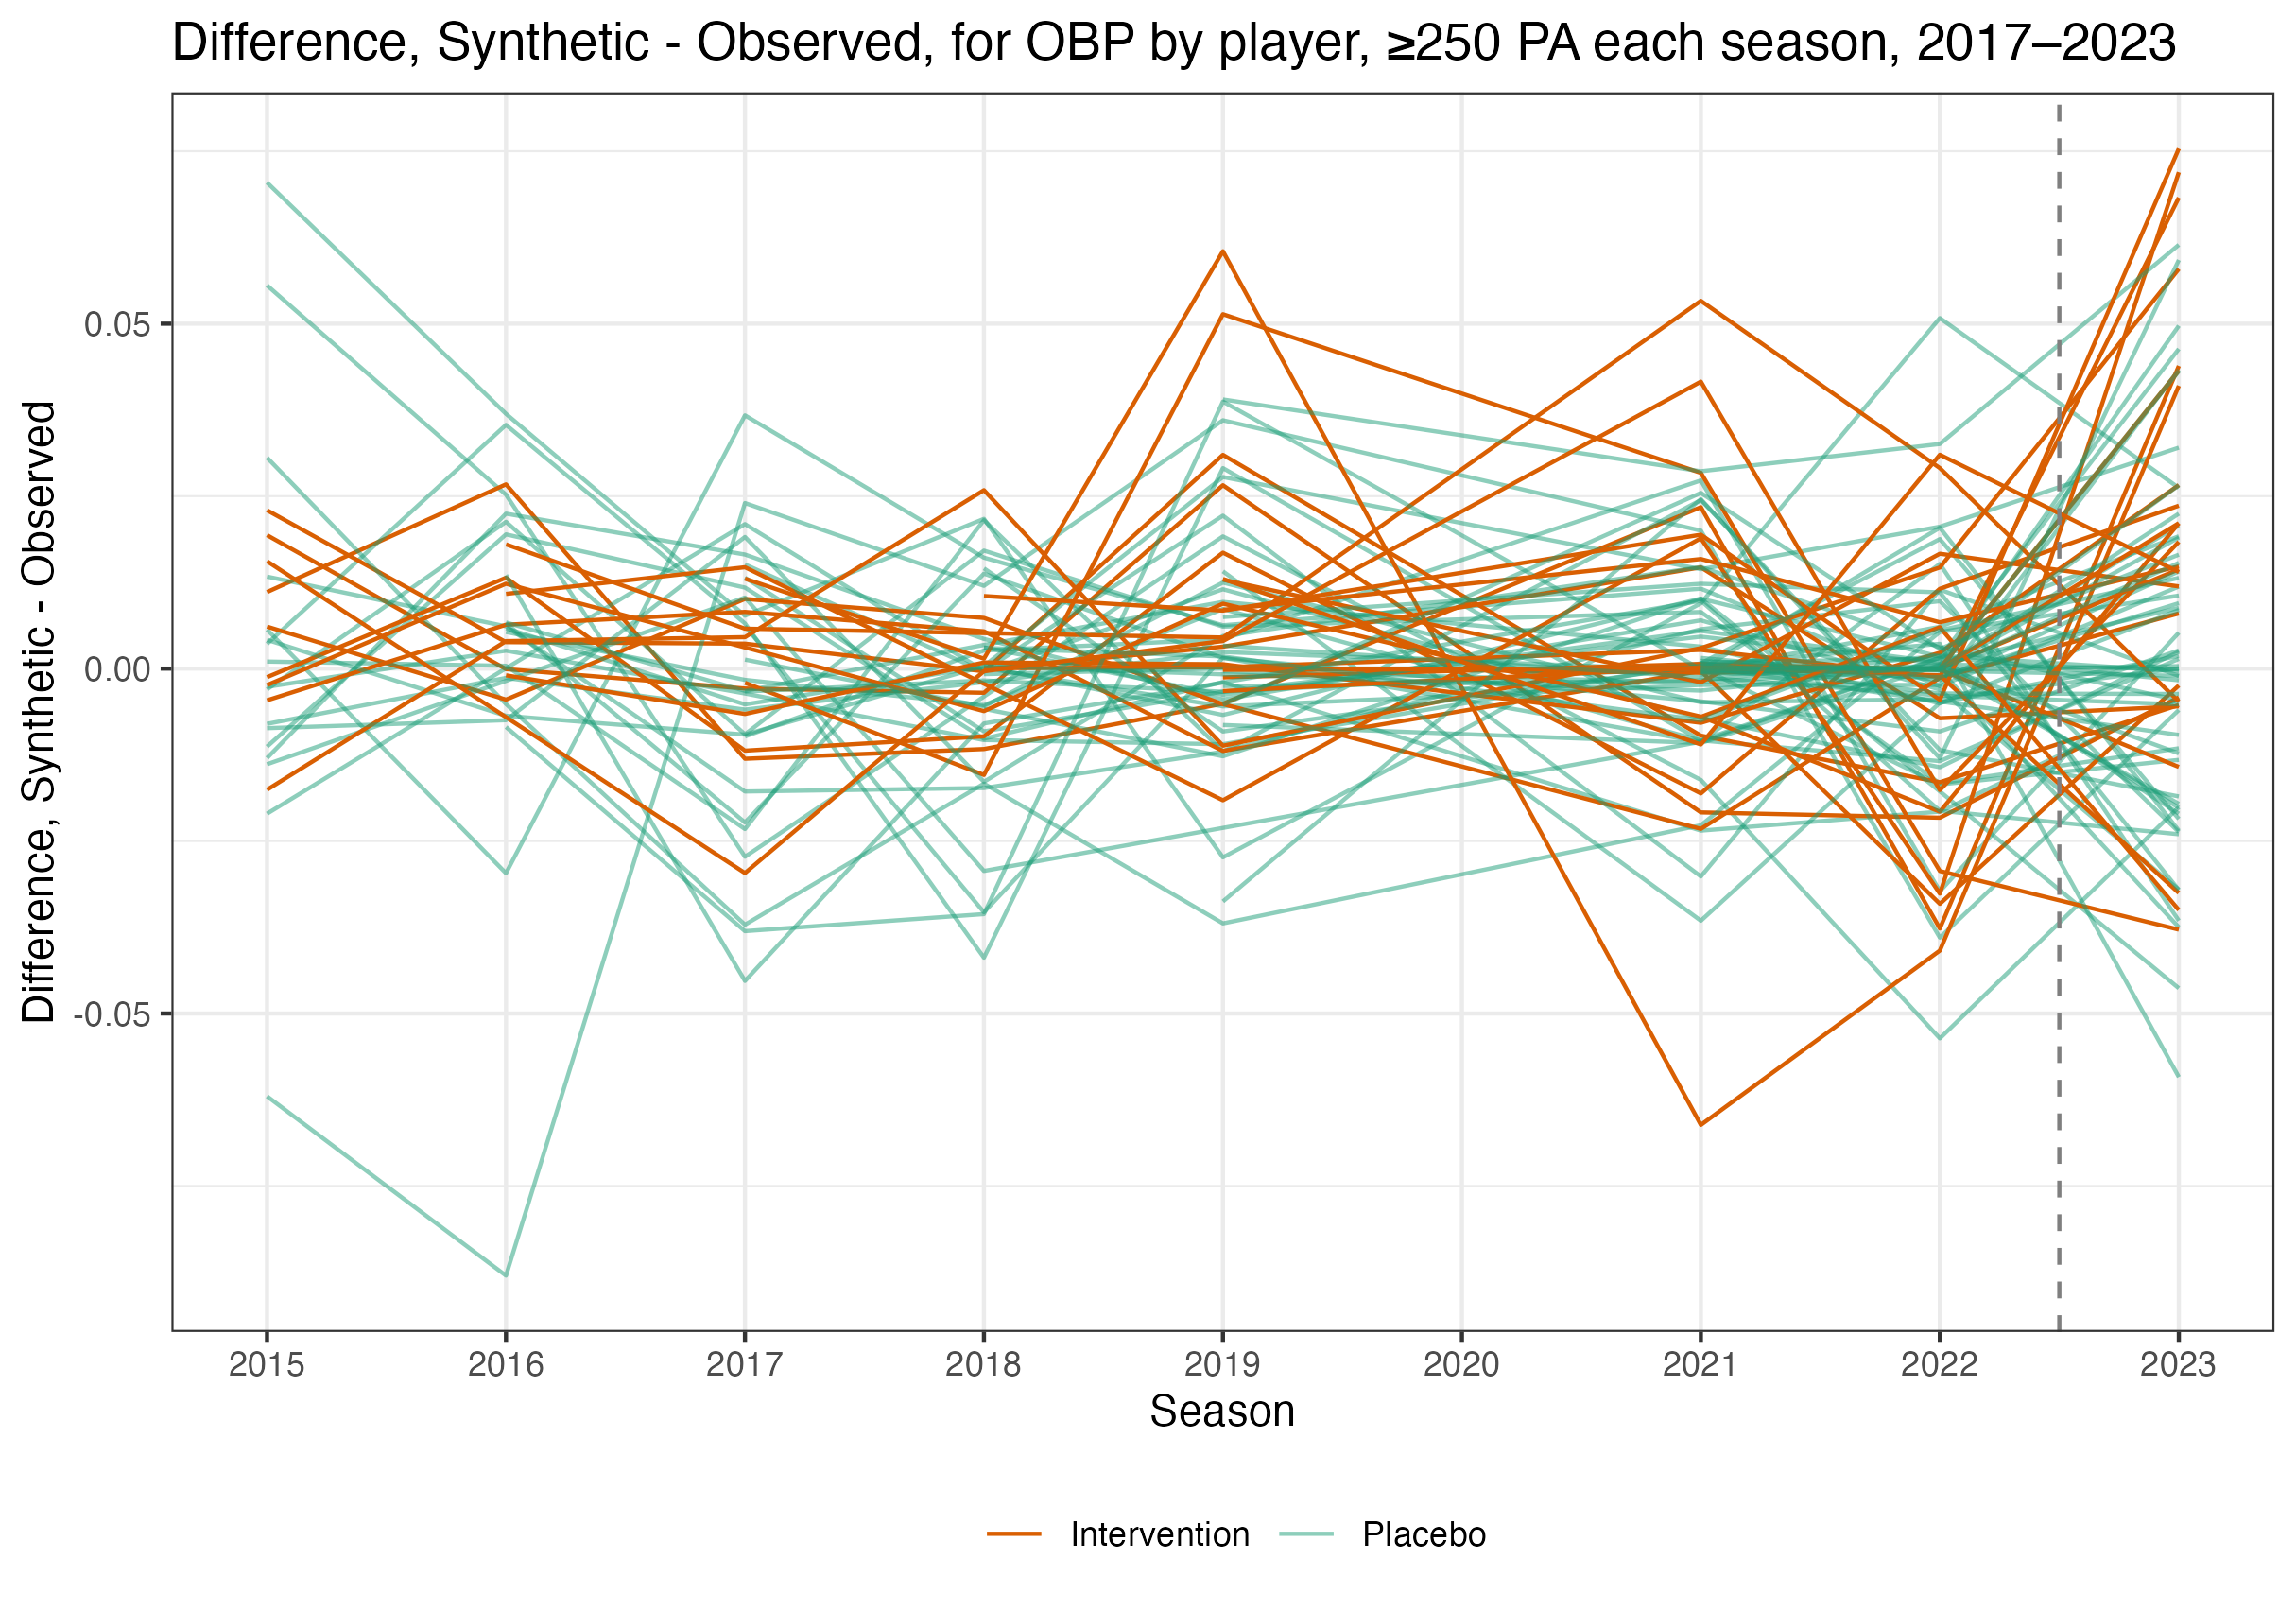 Difference, Synthetic - Observed, for OBP by player, ≥250 PA each season, 2017–2023
Difference, Synthetic - Observed
0.05
0.00
-0.05
2015 2016 2017 2018 2019 2020 2021 2022 2023
Season
Intervention Placebo